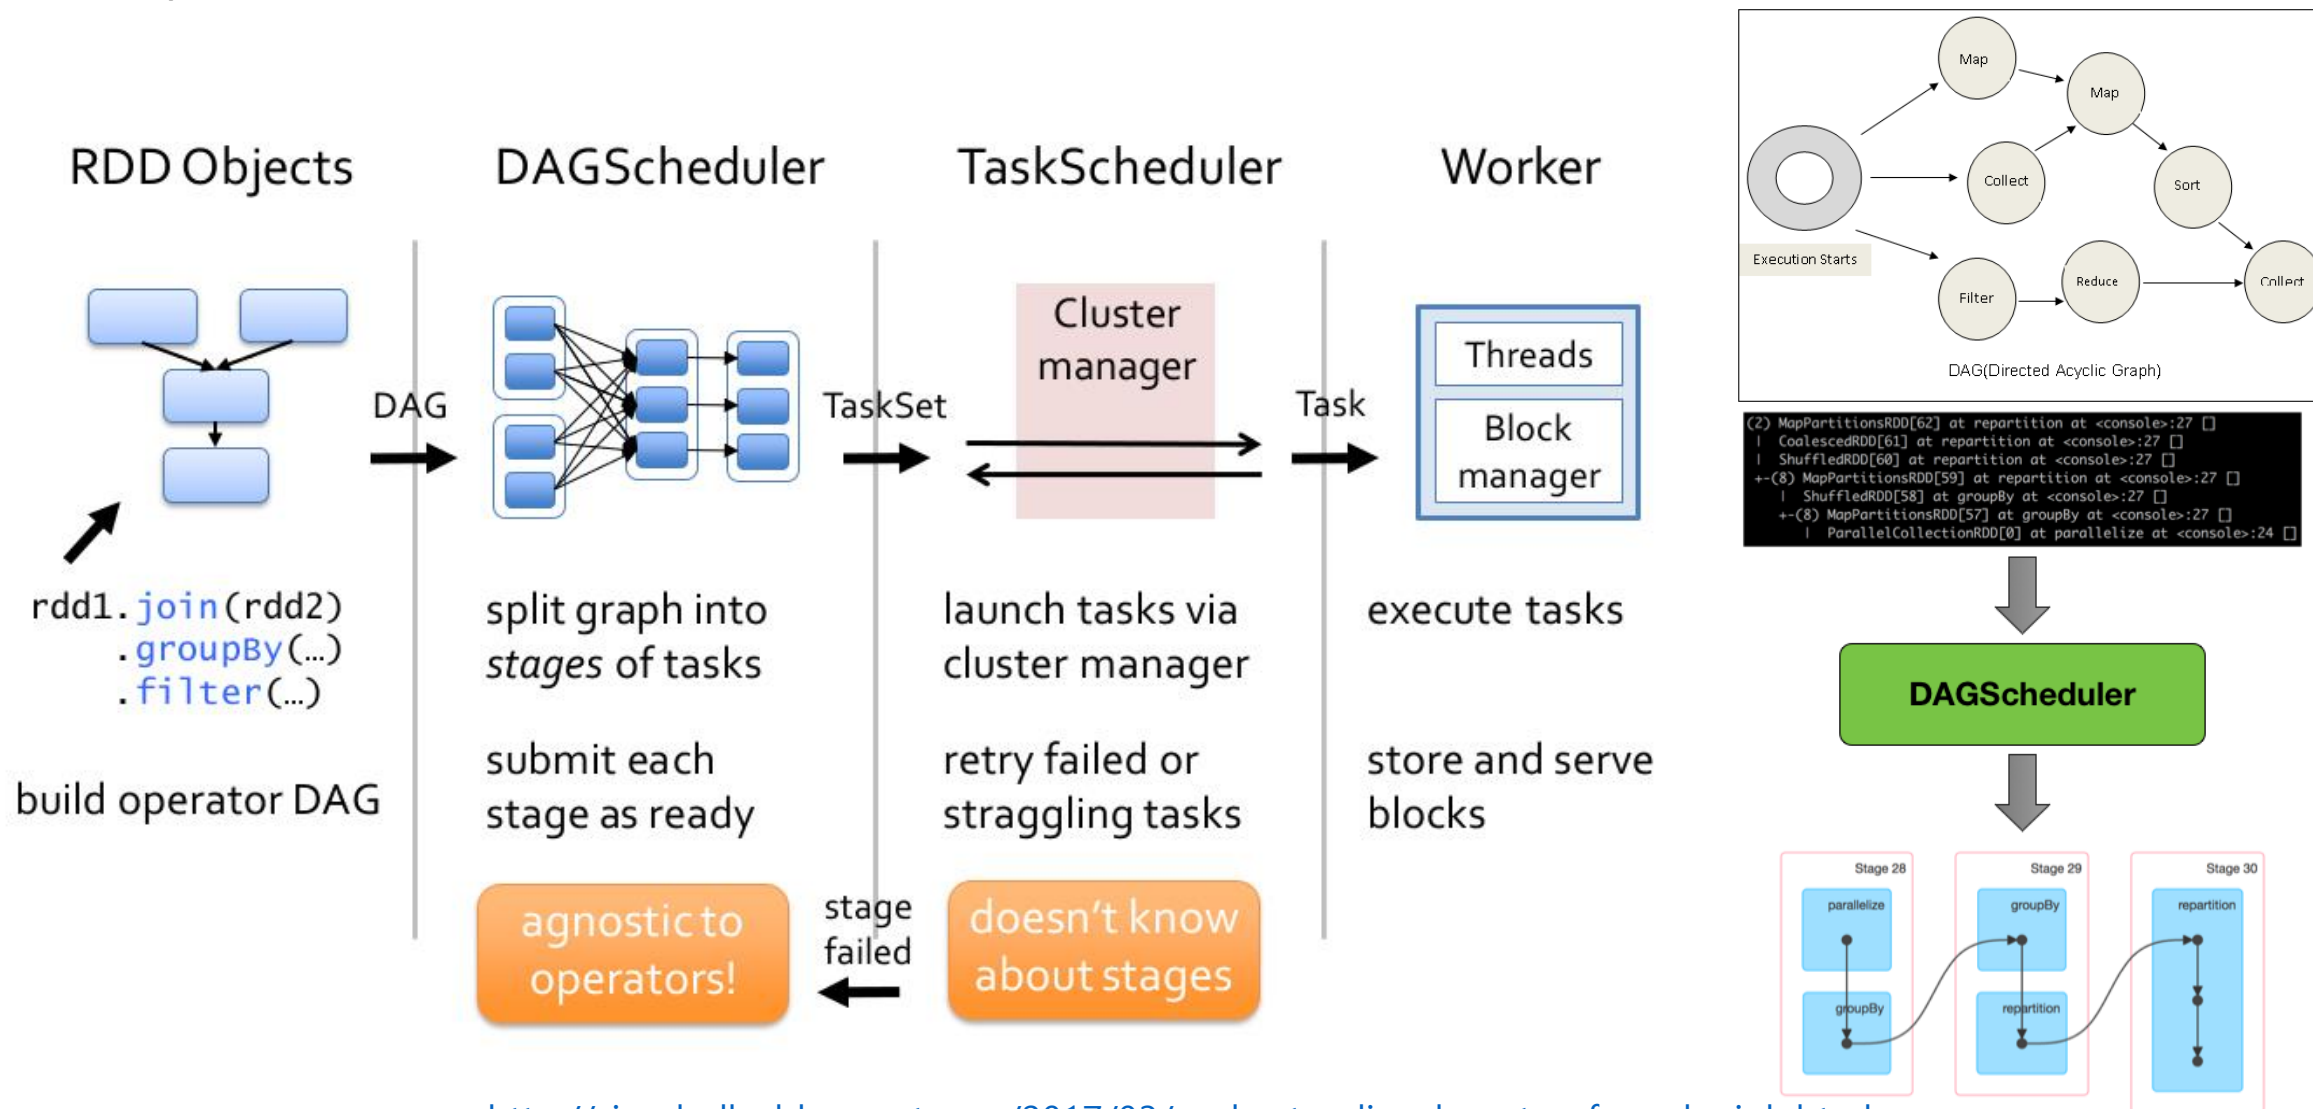 RDD Objects
DAGScheduler
TaskScheduler
Worker
DAG
TaskSet
Cluster
manager
Task
Threads
Block
manager
rdd1.join(rdd2)
.groupBy(…)
.filter(…)
build operator DAG
split graph into
stages of tasks
submit each
stage as ready
agnostic to
operators!
launch tasks via
cluster manager
retry failed or
straggling tasks
stage
failed
doesn't know
about stages
execute tasks
store and serve
blocks
Map
Map
Collect
Sort
Execution Starts
Filter
Reduce
Collect
DAG(Directed Acyclic Graph)
(2) MapPartitionsRDD[62] at repartition at <console>:27 []
| CoalescedRDD[61] at repartition at <console>:27 []
| ShuffledRDD[60] at repartition at <console>:27 []
+-(8) MapPartitionsRDD[59] at repartition at <console>:27 []
| ShuffledRDD[58] at groupBy at <console>:27 []
+-(8) MapPartitionsRDD[57] at groupBy at <console>:27 []
| ParallelCollectionRDD[0] at parallelize at <console>:24 []
DAGScheduler
Stage 28
parallelize
groupBy
Stage 29
groupBy
repartition
Stage 30
repartition